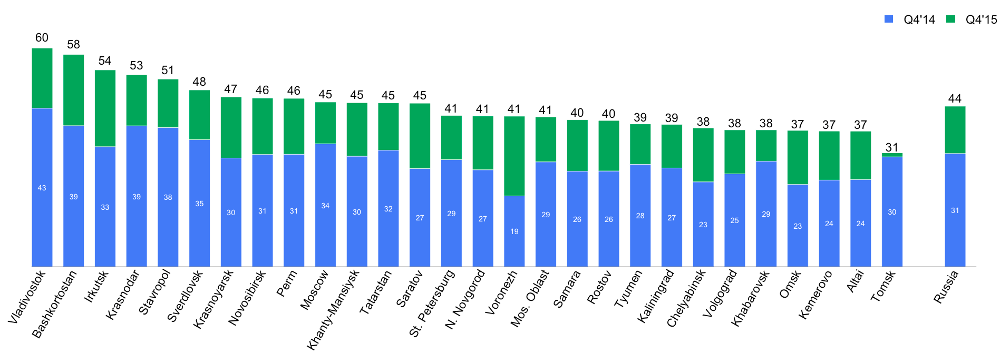 Q4'14 Q4'15
60 58 54 53 51 48 47 46 46 45 45 45 45 41 41 41 41 40 40 39 39 38 38 38 37 37 37 31 44
43 39 33 39 38 35 30 31 31 34 30 32 27 29 27 19 29 26 26 28 27 23 25 29 23 24 24 30 31
Vladivostok
Bashkortostan
Irkutsk
Krasnodar
Stavropol
Sverdlovsk
Krasnoyarsk
Novosibirsk
Perm
Moscow
Khanty-Mansiysk
Tatarstan
Saratov
St. Petersburg
N. Novgorod
Voronezh
Mos. Oblast
Samara
Rostov
Tyumen
Kaliningrad
Chelyabinsk
Volgograd
Khabarovsk
Omsk
Kemerovo
Altai
Tomsk
Russia